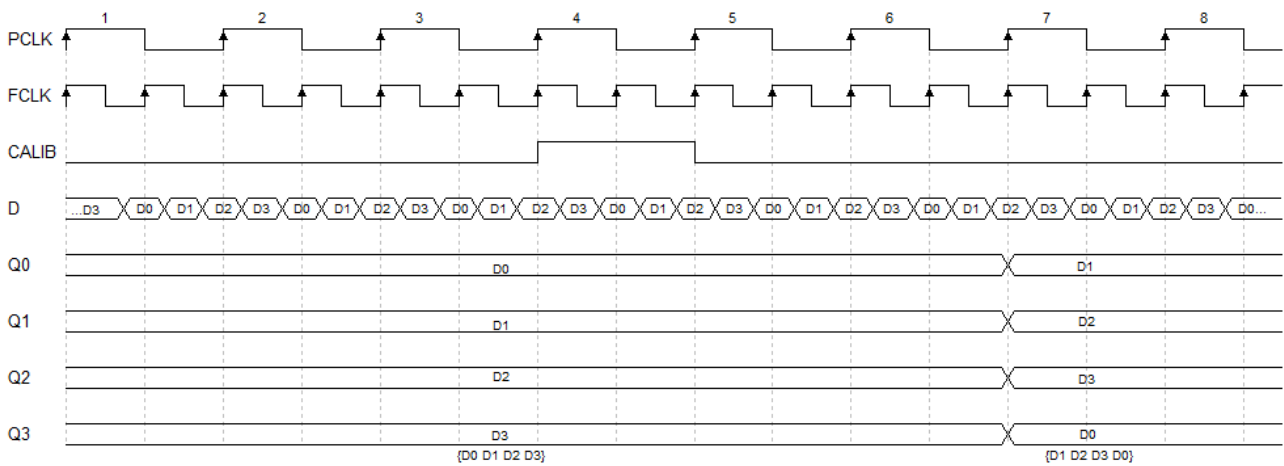 1 2 3 4 5 6 7 8
PCLK
FCLK
CALIB
D ...D3 D0 D1 D2 D3 D0 D1 D2 D3 D0 D1 D2 D3 D0 D1 D2 D3 D0 D1 D2 D3 D0 D1 D2 D3 D0 D1 D2 D3 D0...
Q0 D0 D1
Q1 D1 D2
Q2 D2 D3
Q3 D3 D0
{D0 D1 D2 D3} {D1 D2 D3 D0}